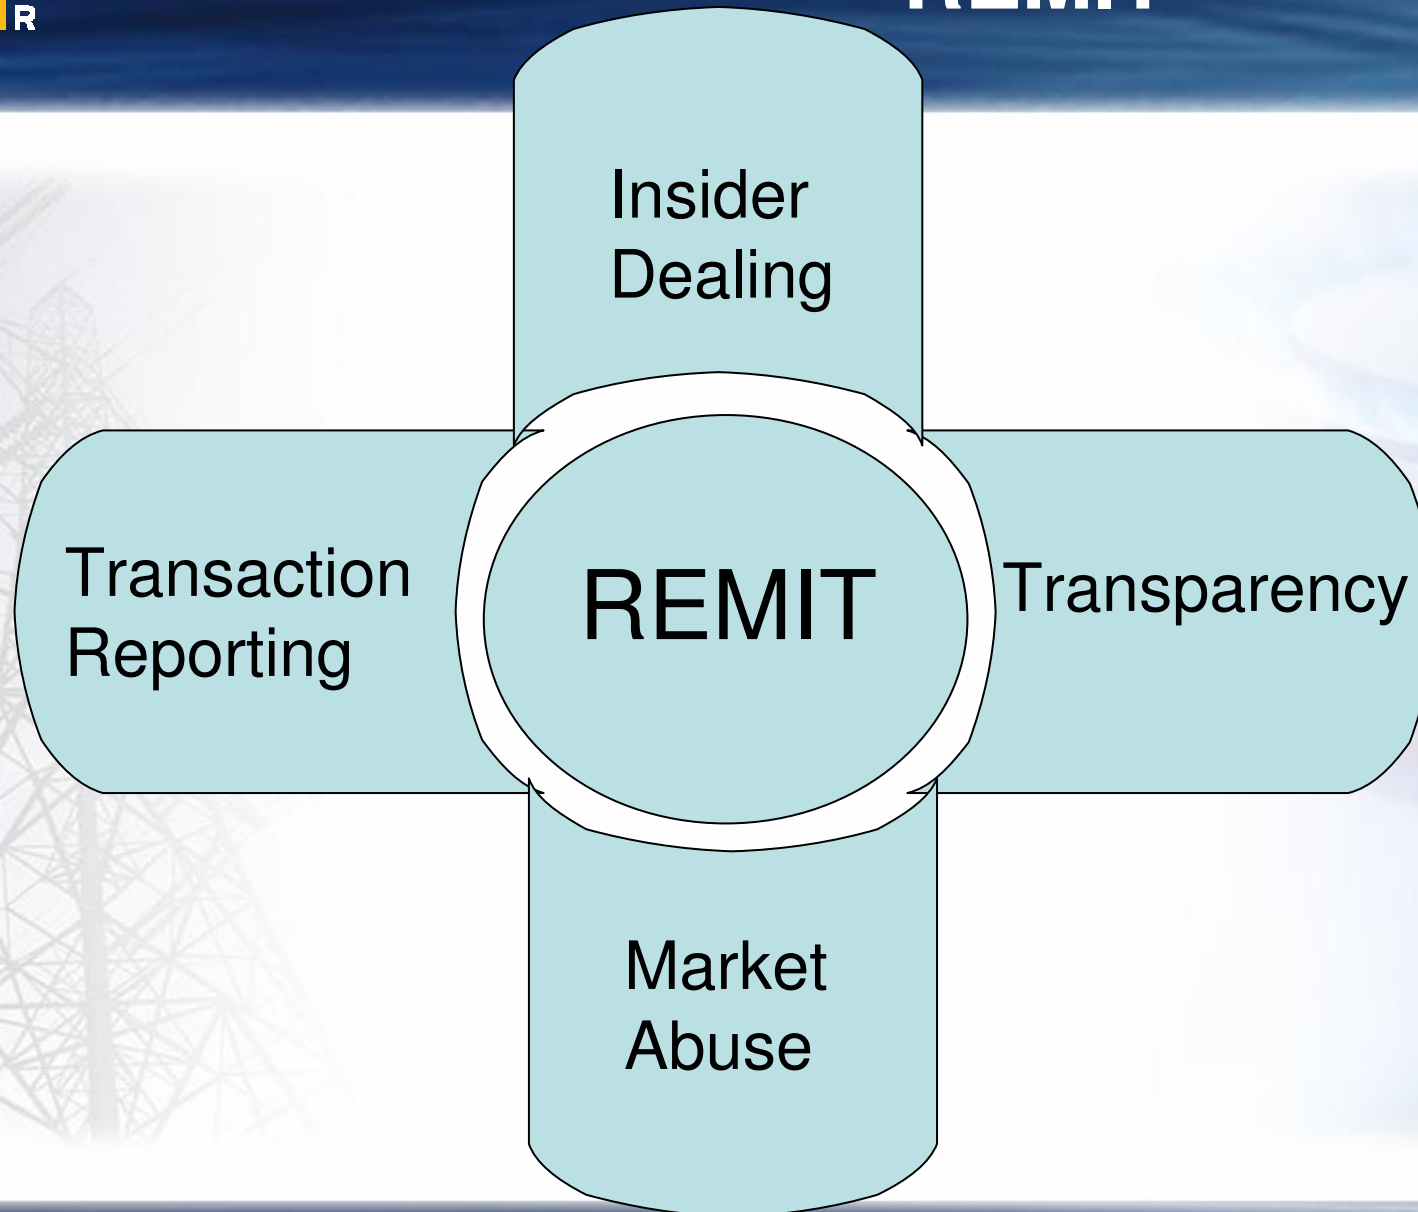 R
Insider
Dealing
Transaction
Reporting
REMIT
Transparency
Market
Abuse